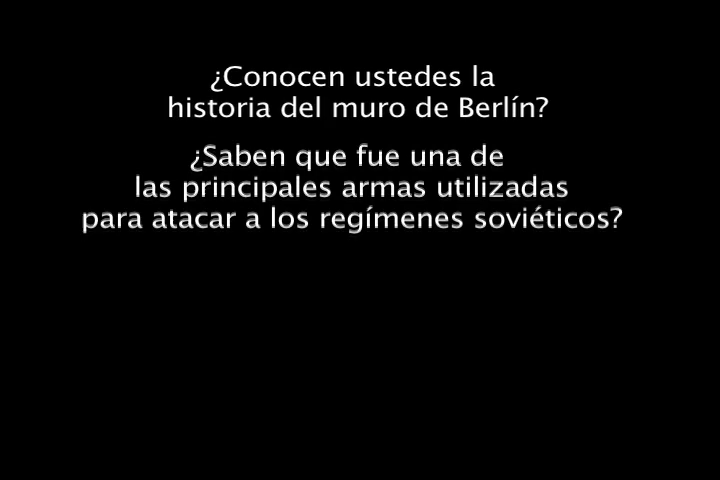 ¿Conocen ustedes la
historia del muro de Berlín?
¿Saben que fue una de
las principales armas utilizadas
para atacar a los regímenes soviéticos?